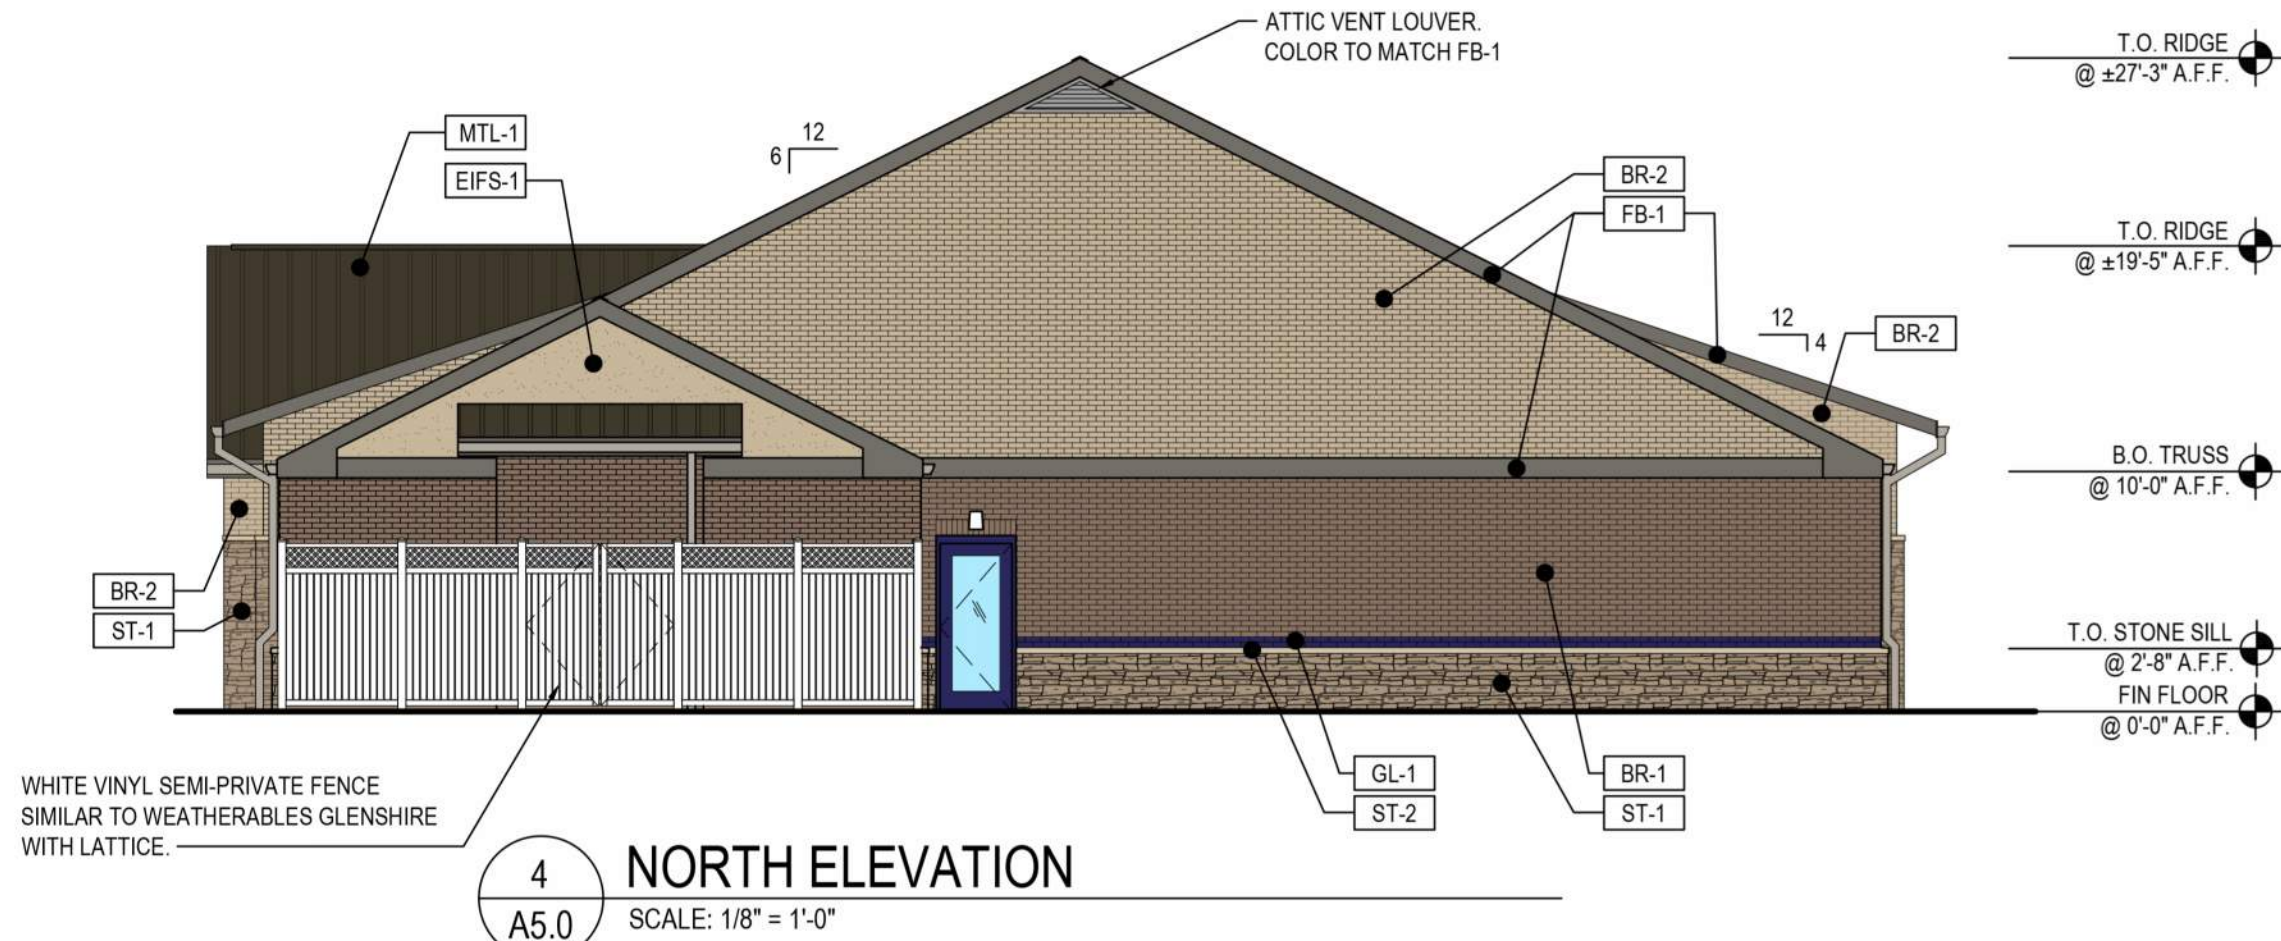 ATTIC VENT LOUVER.
COLOR TO MATCH FB-1
T.O. RIDGE
@ ±27'-3" A.F.F.
MTL-1
EIFS-1
12
6
BR-2
FB-1
T.O. RIDGE
@ ±19'-5" A.F.F.
12
4
BR-2
B.O. TRUSS
@ 10'-0" A.F.F.
BR-2
ST-1
T.O. STONE SILL
@ 2'-8" A.F.F.
FIN FLOOR
@ 0'-0" A.F.F.
GL-1
ST-2
BR-1
ST-1
WHITE VINYL SEMI-PRIVATE FENCE
SIMILAR TO WEATHERABLES GLENSHIRE
WITH LATTICE.
4
A5.0
NORTH ELEVATION
SCALE: 1/8" = 1'-0"